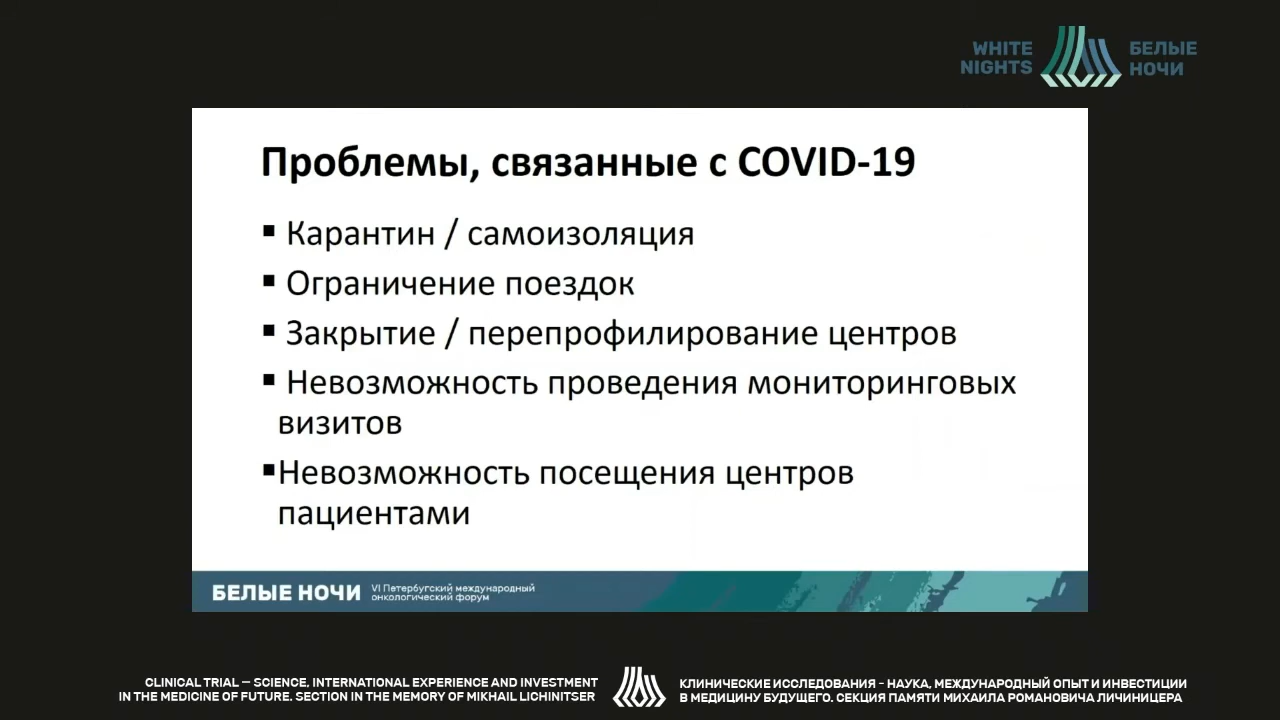 WHITE
NIGHTS
БЕЛЫЕ
НОЧИ
Проблемы, связанные с COVID-19
▪ Карантин / самоизоляция
▪ Ограничение поездок
▪ Закрытие / перепрофилирование центров
▪ Невозможность проведения мониторинговых
визитов
▪Невозможность посещения центров
пациентами
БЕЛЫЕ НОЧИ
VI Петербургский международный
онкологический форум
CLINICAL TRIAL – SCIENCE, INTERNATIONAL EXPERIENCE AND INVESTMENT
IN THE MEDICINE OF FUTURE. SECTION IN THE MEMORY OF MIKHAIL LICHINITSER
КЛИНИЧЕСКИЕ ИССЛЕДОВАНИЯ - НАУКА, МЕЖДУНАРОДНЫЙ ОПЫТ И ИНВЕСТИЦИИ
В МЕДИЦИНУ БУДУЩЕГО. СЕКЦИЯ ПАМЯТИ МИХАИЛА РОМАНОВИЧА ЛИЧИНИЦЕРА